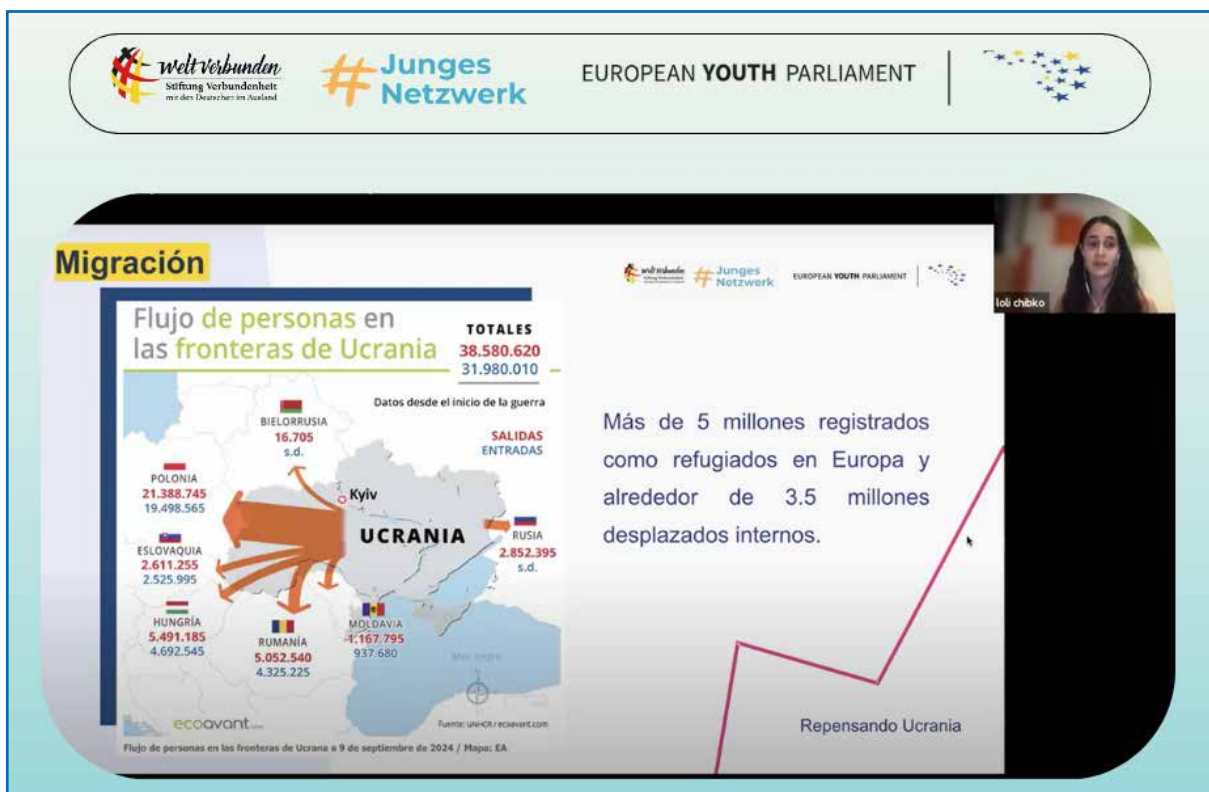 Welt Verbunden
Stiftung Verbundenheit
mit den Deutschen im Ausland
# Junges
Netzwerk
EUROPEAN YOUTH PARLIAMENT
Migración
Welt Verbunden
# Junges
Netzwerk
EUROPEAN YOUTH PARLIAMENT
loli chibko
Flujo de personas en
las fronteras de Ucrania
TOTALES
38.580.620
31.980.010
Datos desde el inicio de la guerra
SALIDAS
ENTRADAS
BIELORRUSIA
16.705
s.d.
POLONIA
21.388.745
19.498.565
Kyiv
UCRANIA
RUSIA
2.852.395
s.d.
ESLOVAQUIA
2.611.255
2.525.995
HUNGRÍA
5.491.185
4.692.545
RUMANÍA
5.052.540
4.325.225
MOLDAVIA
1.167.795
937.680
Mar Negro
ecoavant.com
Fuente: UNHCR / ecoavant.com
Flujo de personas en las fronteras de Ucrana a 9 de septiembre de 2024 / Mapa: EA
Más de 5 millones registrados
como refugiados en Europa y
alrededor de 3.5 millones
desplazados internos.
Repensando Ucrania